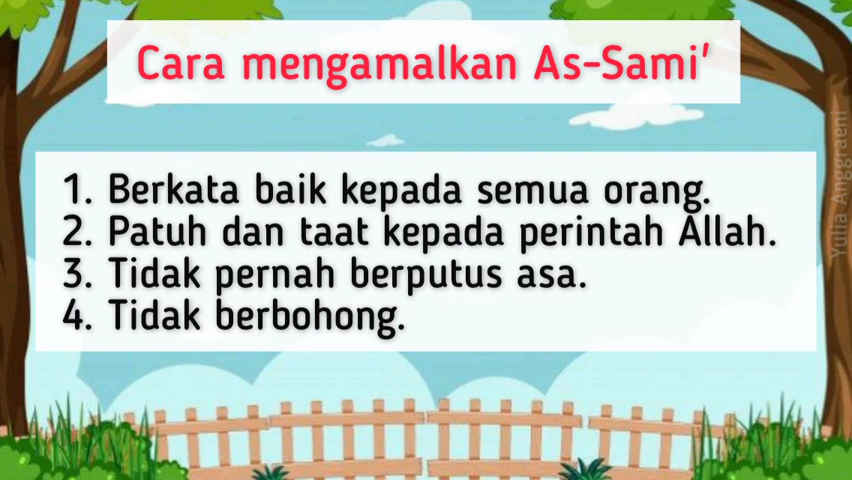 Cara mengamalkan As-Sami'
1. Berkata baik kepada semua orang.
2. Patuh dan taat kepada perintah Allah.
3. Tidak pernah berputus asa.
4. Tidak berbohong.
Yulia Anggraeni